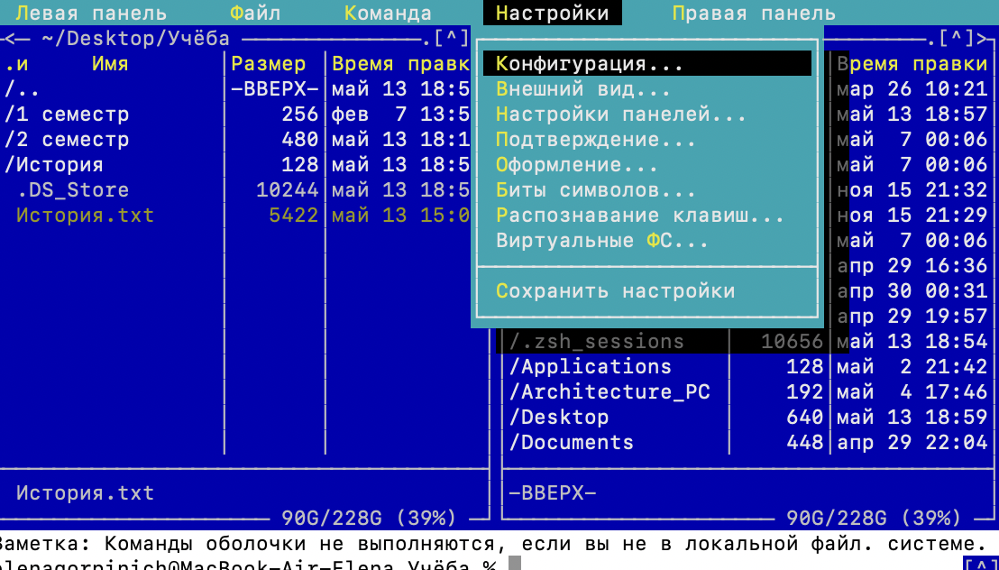 Левая панель Файл Команда Настройки Правая панель
<— ~/Desktop/Учёба .[^] .[^]>
.и Имя Размер Время правк Время правки
/.. —ВВЕРХ— май 13 18:5 мар 26 10:21
/1 семестр 256 фев 7 13:5 май 13 18:57
/2 семестр 480 май 13 18:1 май 7 00:06
/История 128 май 13 18:5 май 7 00:06
.DS_Store 10244 май 13 18:5 ноя 15 21:32
История.txt 5422 май 13 15:0 ноя 15 21:29
Конфигурация...
Внешний вид...
Настройки панелей...
Подтверждение...
Оформление...
Биты символов...
Распознавание клавиш...
Виртуальные ФС...
Сохранить настройки
май 7 00:06
апр 29 16:36
апр 30 00:31
апр 29 19:57
/.zsh_sessions 10656 май 13 18:54
/Applications 128 май 2 21:42
/Architecture_PC 192 май 4 17:46
/Desktop 640 май 13 18:59
/Documents 448 апр 29 22:04
История.txt —ВВЕРХ—
90G/228G (39%) 90G/228G (39%)
Заметка: Команды оболочки не выполняются, если вы не в локальной файл. системе.
elenagorpinich@MacBook—Air—Elena Учёба % [^]